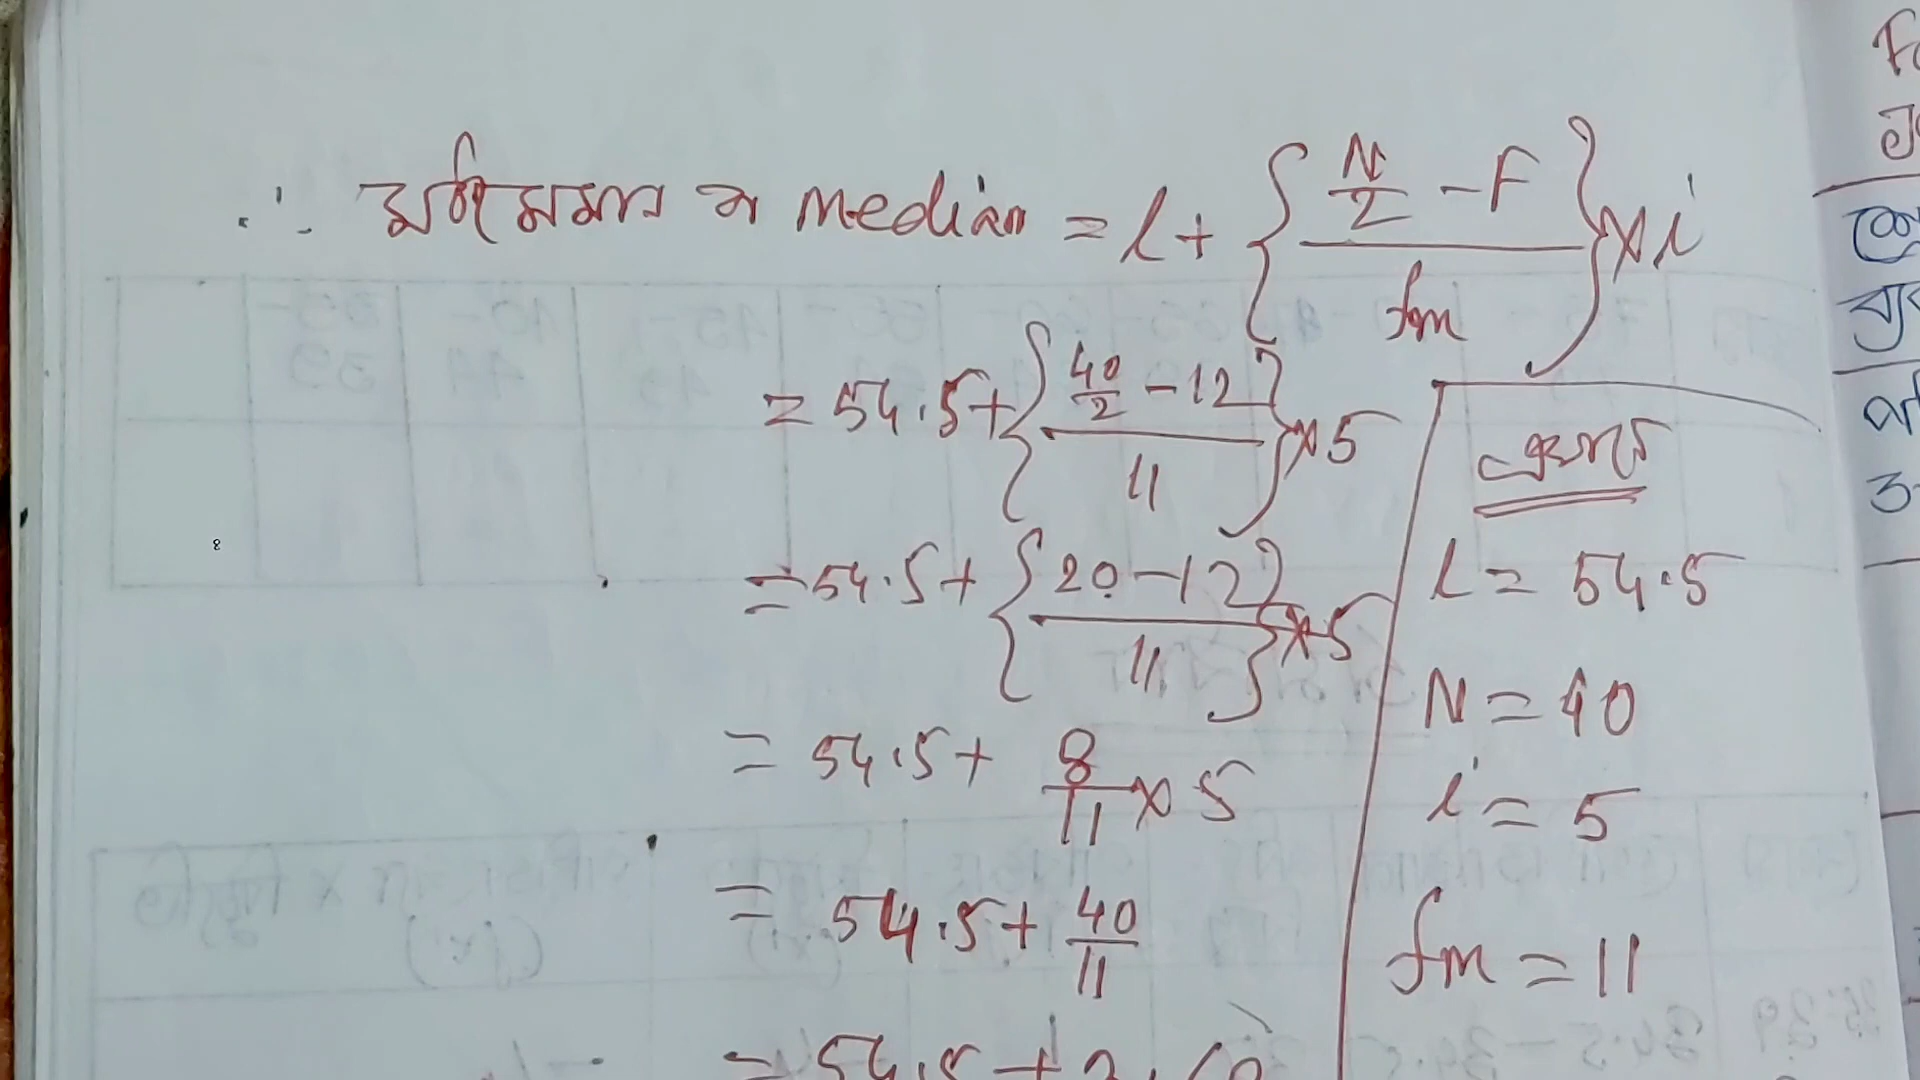 ∴ মধ্যমমান বা median = l + { (N/2 - F) / fm } × i
= 54.5 + { (40/2 - 12) / 11 } × 5
= 54.5 + { (20 - 12) / 11 } × 5
= 54.5 + 8/11 × 5
= 54.5 + 40/11
এখানে
l = 54.5
N = 40
i = 5
fm = 11